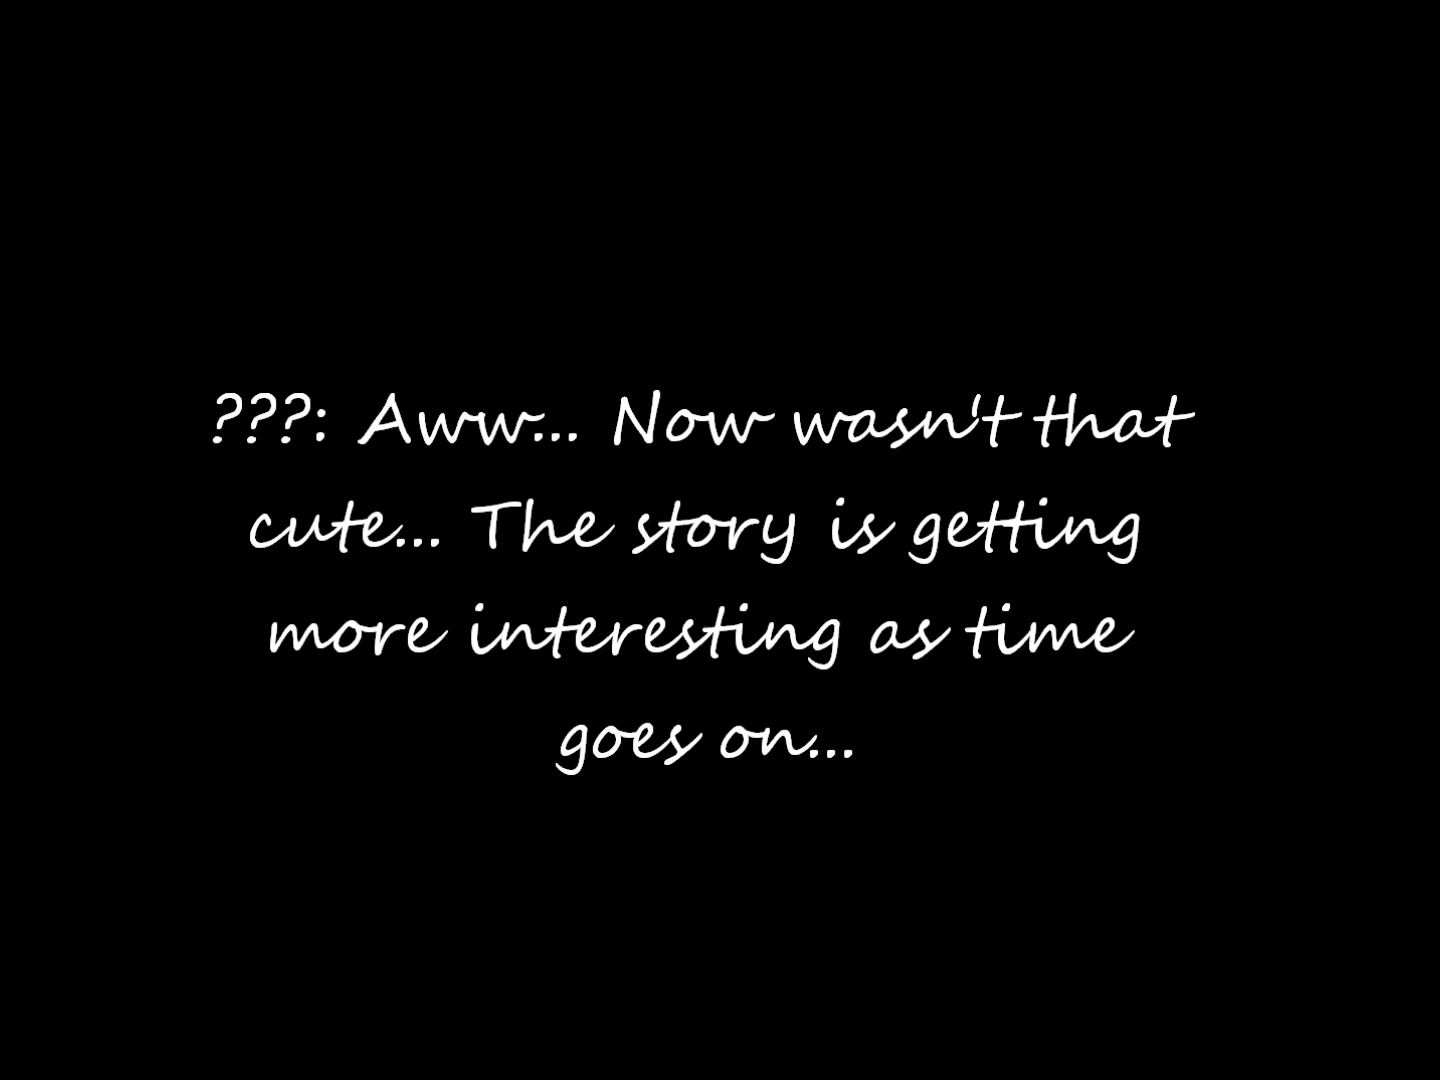 ???: Aww... Now wasn't that
cute... The story is getting
more interesting as time
goes on...